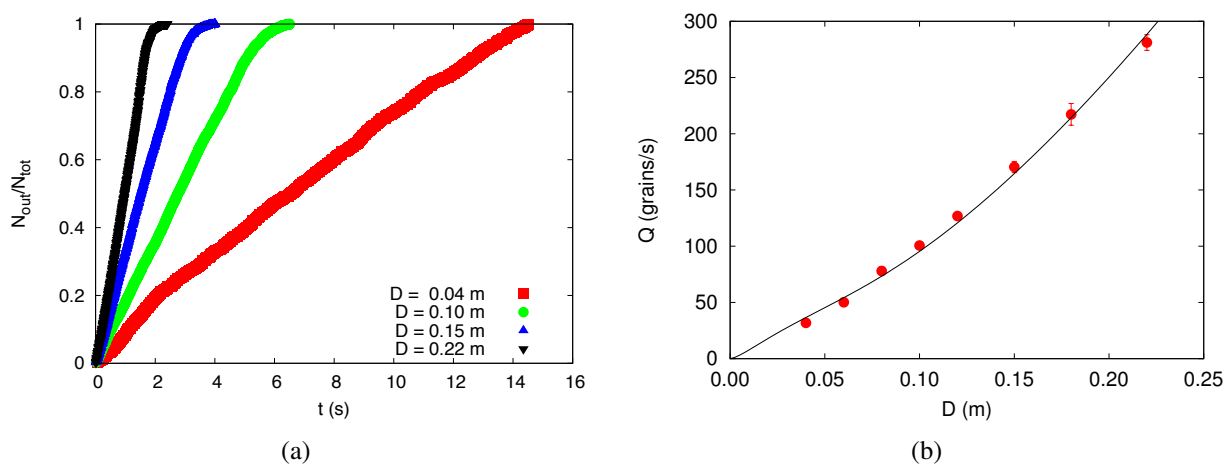 N_out/N_tot
1
0.8
0.6
0.4
0.2
0
0 2 4 6 8 10 12 14 16
t (s)
D = 0.04 m
D = 0.10 m
D = 0.15 m
D = 0.22 m
(a)
Q (grains/s)
300
250
200
150
100
50
0
0.00 0.05 0.10 0.15 0.20 0.25
D (m)
(b)